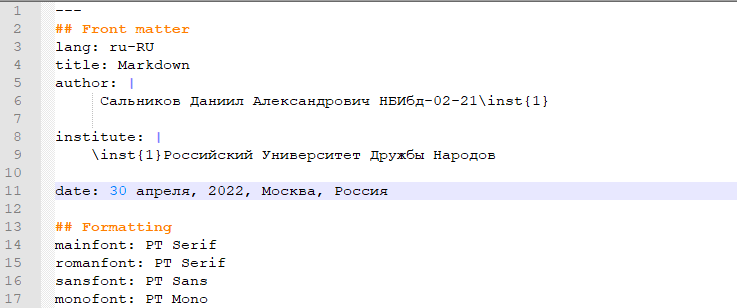 1 ---
2 ## Front matter
3 lang: ru-RU
4 title: Markdown
5 author: |
6 Сальников Даниил Александрович НБИбд-02-21\inst{1}
7
8 institute: |
9 \inst{1}Российский Университет Дружбы Народов
10
11 date: 30 апреля, 2022, Москва, Россия
12
13 ## Formatting
14 mainfont: PT Serif
15 romanfont: PT Serif
16 sansfont: PT Sans
17 monofont: PT Mono